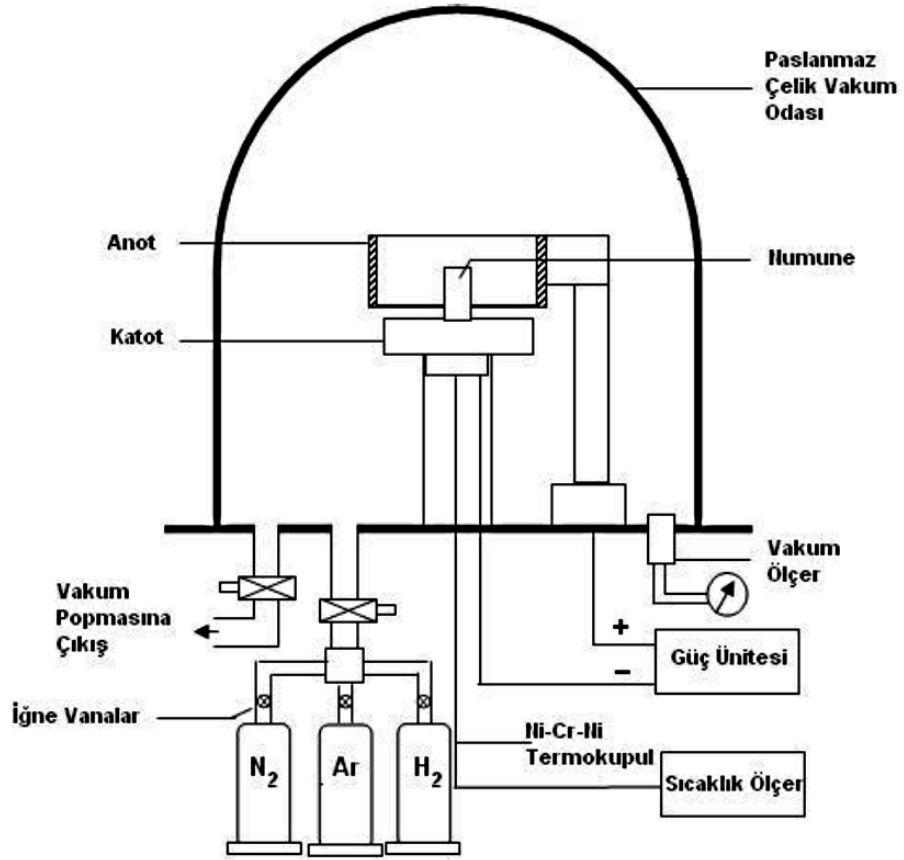 Paslanmaz
Çelik Vakum
Odası
Anot
Numune
Katot
Vakum
Ölçer
Vakum
Popmasına
Çıkış
+
Güç Ünitesi
−
İğne Vanalar
N2
Ar
H2
Ni-Cr-Ni
Termokupul
Sıcaklık Ölçer